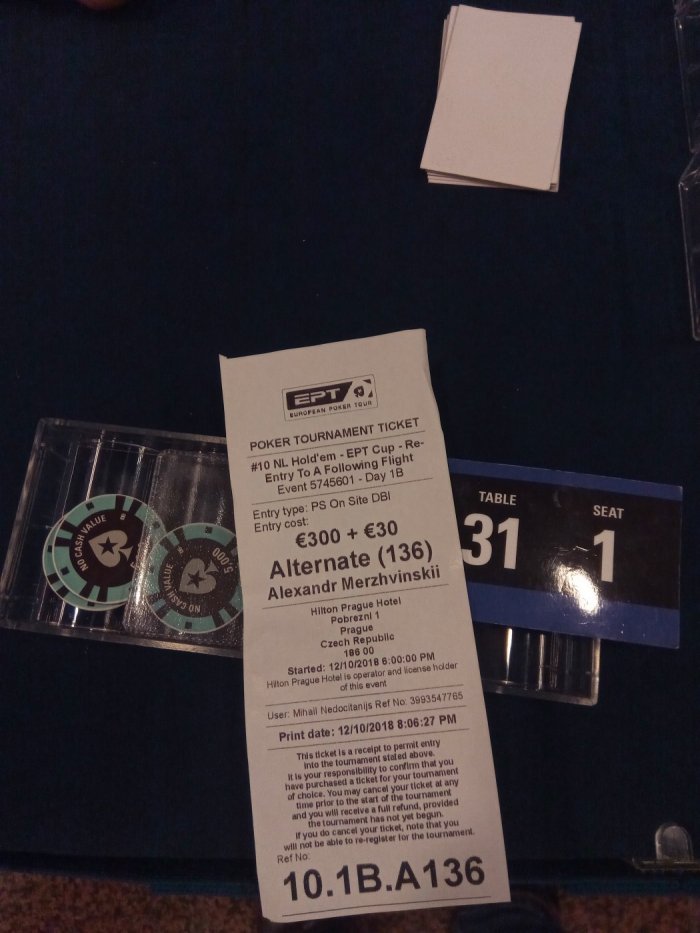 EPT
EUROPEAN POKER TOUR
POKER TOURNAMENT TICKET
#10 NL Hold'em - EPT Cup - Re-
Entry To A Following Flight
Event 5745601 - Day 1B
Entry type: PS On Site DBI
Entry cost:
€300 + €30
Alternate (136)
Alexandr Merzhvinskii
Hilton Prague Hotel
Pobrezni 1
Prague
Czech Republic
186 00
Started: 12/10/2018 6:00:00 PM
Hilton Prague Hotel is operator and license holder
of this event
User: Mihail Nedocitanijs Ref No: 3993547765
Print date: 12/10/2018 8:06:27 PM
This ticket is a receipt to permit entry
into the tournament stated above.
It is your responsibility to confirm that you
have purchased a ticket for your tournament
of choice. You may cancel your ticket at any
time prior to the start of the tournament
and you will receive a full refund, provided
the tournament has not yet begun.
If you do cancel your ticket, note that you
will not be able to re-register for the tournament.
Ref No:
10.1B.A136
TABLE
31
SEAT
1
NO CASH VALUE
NO CASH VALUE
5,000